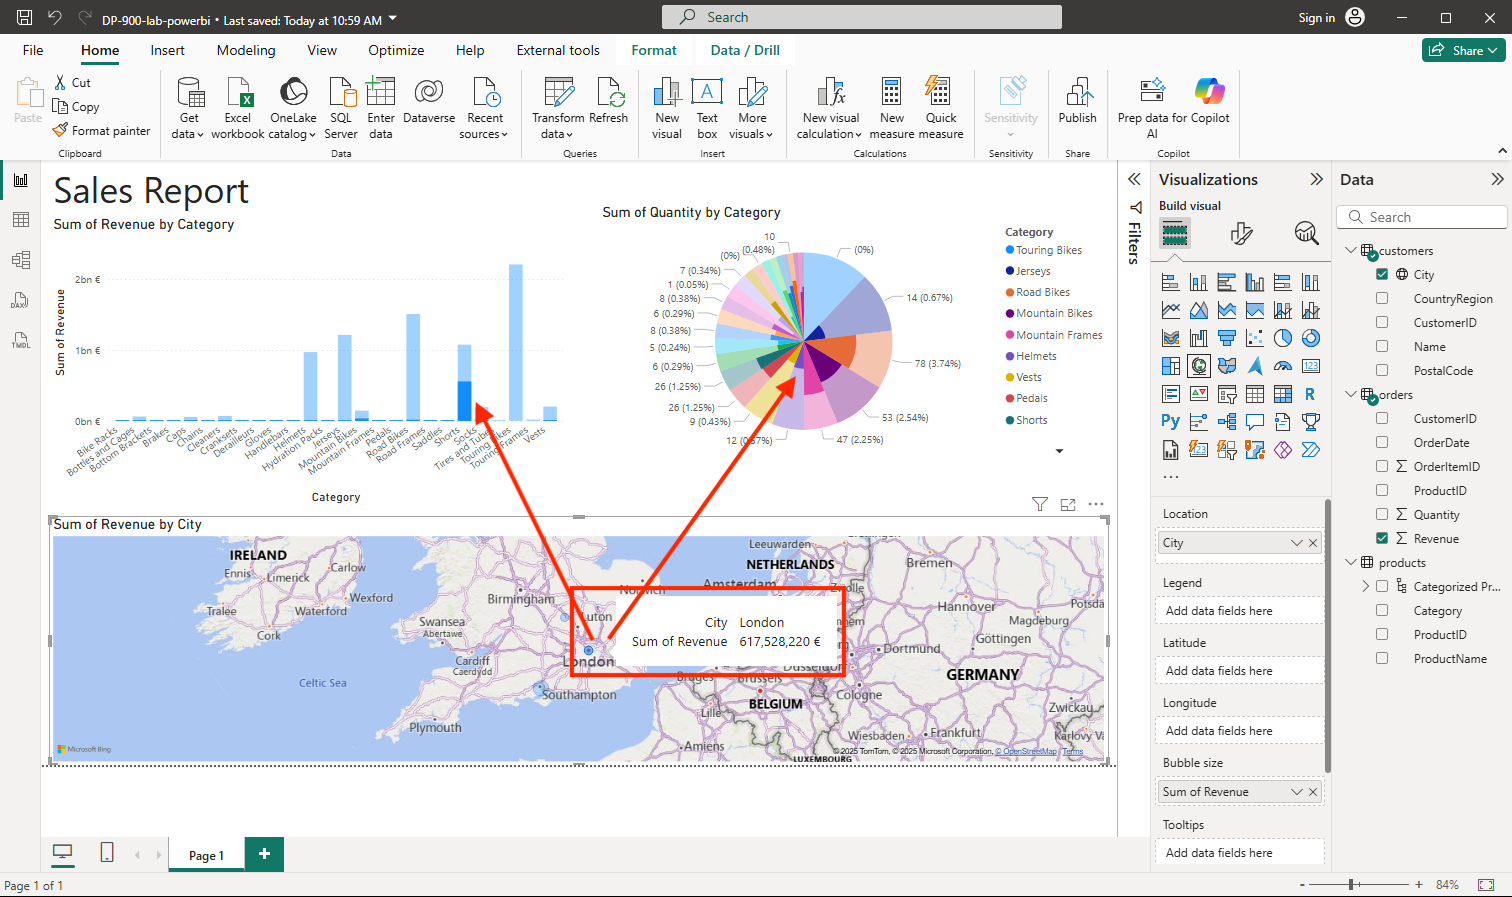 DP-900-lab-powerbi • Last saved: Today at 10:59 AM
Search
Sign in
File Home Insert Modeling View Optimize Help External tools Format Data / Drill
Share
Paste
Cut
Copy
Format painter
Clipboard
Get data
Excel workbook
OneLake catalog
SQL Server
Enter data
Dataverse
Recent sources
Data
Transform data
Refresh
Queries
New visual
Text box
More visuals
Insert
New visual calculation
New measure
Quick measure
Calculations
Sensitivity
Sensitivity
Publish
Share
Prep data for AI
Copilot
Copilot
DAX
TMDL
Sales Report
Sum of Revenue by Category
Sum of Revenue
2bn €
1bn €
0bn €
Bike Racks
Bottles and Cages
Bottom Brackets
Brakes
Caps
Chains
Cleaners
Cranksets
Derailleurs
Gloves
Handlebars
Helmets
Hydration Packs
Jerseys
Mountain Bikes
Mountain Frames
Pedals
Road Bikes
Road Frames
Saddles
Shorts
Socks
Tires and Tubes
Touring Bikes
Touring Frames
Vests
Category
Sum of Quantity by Category
10
(0.48%)
(0%)
(0%)
7 (0.34%)
1 (0.05%)
8 (0.38%)
6 (0.29%)
8 (0.38%)
5 (0.24%)
6 (0.29%)
26 (1.25%)
26 (1.25%)
9 (0.43%)
12 (0.57%)
47 (2.25%)
53 (2.54%)
78 (3.74%)
14 (0.67%)
Category
Touring Bikes
Jerseys
Road Bikes
Mountain Bikes
Mountain Frames
Helmets
Vests
Pedals
Shorts
Sum of Revenue by City
IRELAND
Ennis
Limerick
Carlow
Tralee
Waterford
Wexford
Cork
Celtic Sea
Birmingham
Swansea
Abertawe
Cardiff
Caerdydd
Plymouth
Southampton
Luton
London
Norwich
City London
Sum of Revenue 617,528,220 €
Leeuwarden
NETHERLANDS
Amsterdam
Zwolle
Bremen
Hannover
Magdeburg
Potsda
Göttingen
Dortmund
Düsseldorf
GERMANY
Cologne
Bruges
Brussels
BELGIUM
Lille
Amiens
LUXEMBOURG
Wiesbaden
Frankfurt
Zwickau
Karlovy Va
Microsoft Bing
© 2025 TomTom, © 2025 Microsoft Corporation, © OpenStreetMap Terms
Filters
Visualizations
Build visual
R
Py
123
Location
City
Legend
Add data fields here
Latitude
Add data fields here
Longitude
Add data fields here
Bubble size
Sum of Revenue
Tooltips
Add data fields here
Data
Search
customers
City
CountryRegion
CustomerID
Name
PostalCode
orders
CustomerID
OrderDate
OrderItemID
ProductID
Quantity
Revenue
products
Categorized Pr...
Category
ProductID
ProductName
Page 1
Page 1 of 1
84%